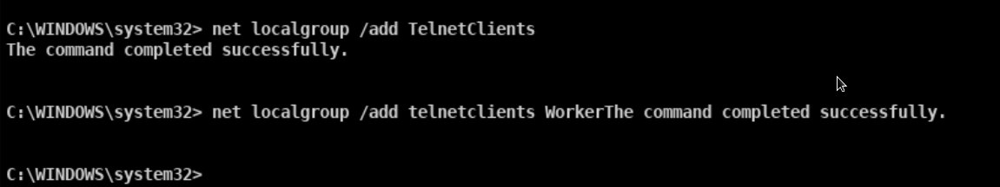 C:\WINDOWS\system32> net localgroup /add TelnetClients
The command completed successfully.
C:\WINDOWS\system32> net localgroup /add telnetclients WorkerThe command completed successfully.
C:\WINDOWS\system32>